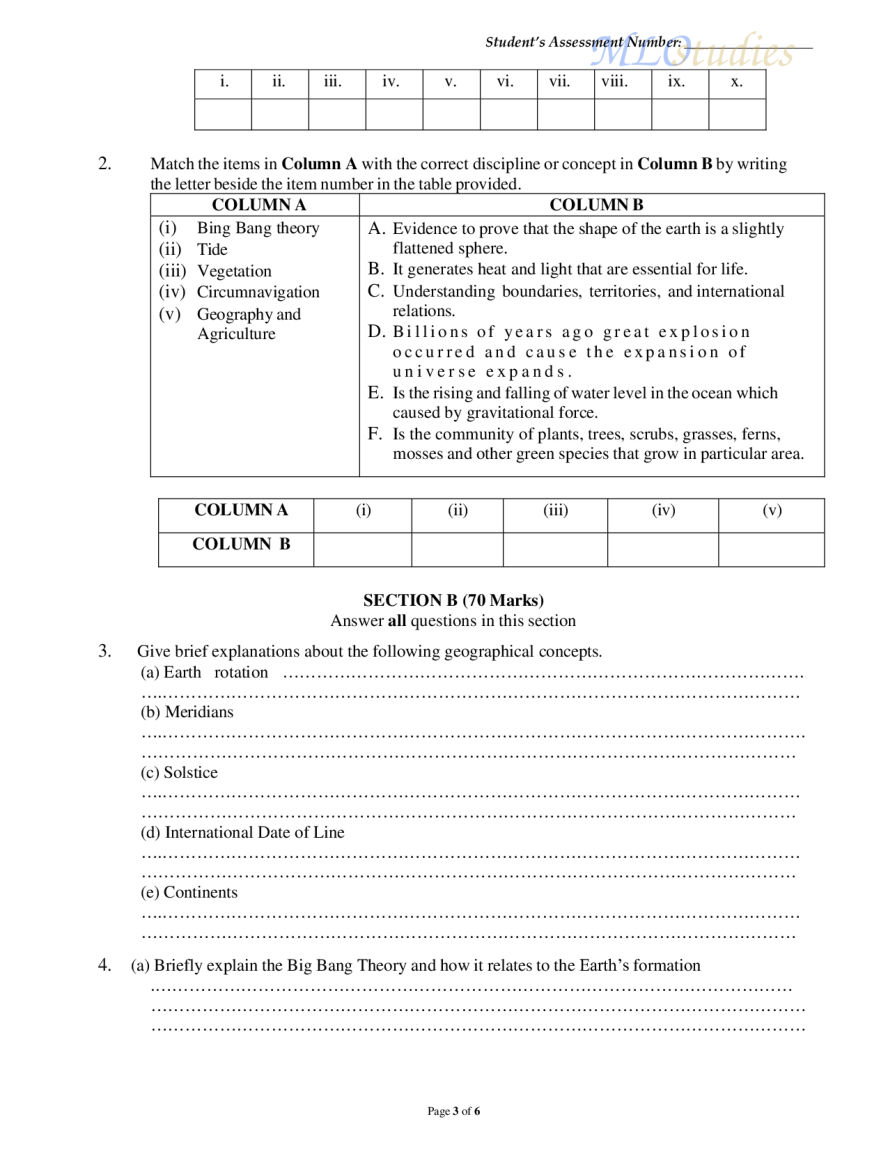 Student's Assessment Number:
MLOstudies
i. ii. iii. iv. v. vi. vii. viii. ix. x.
2. Match the items in Column A with the correct discipline or concept in Column B by writing
the letter beside the item number in the table provided.
COLUMN A COLUMN B
(i) Bing Bang theory
(ii) Tide
(iii) Vegetation
(iv) Circumnavigation
(v) Geography and
Agriculture
A. Evidence to prove that the shape of the earth is a slightly
flattened sphere.
B. It generates heat and light that are essential for life.
C. Understanding boundaries, territories, and international
relations.
D. Billions of years ago great explosion
occurred and cause the expansion of
universe expands.
E. Is the rising and falling of water level in the ocean which
caused by gravitational force.
F. Is the community of plants, trees, scrubs, grasses, ferns,
mosses and other green species that grow in particular area.
COLUMN A (i) (ii) (iii) (iv) (v)
COLUMN B
SECTION B (70 Marks)
Answer all questions in this section
3. Give brief explanations about the following geographical concepts.
(a) Earth rotation
(b) Meridians
(c) Solstice
(d) International Date of Line
(e) Continents
4. (a) Briefly explain the Big Bang Theory and how it relates to the Earth's formation
Page 3 of 6